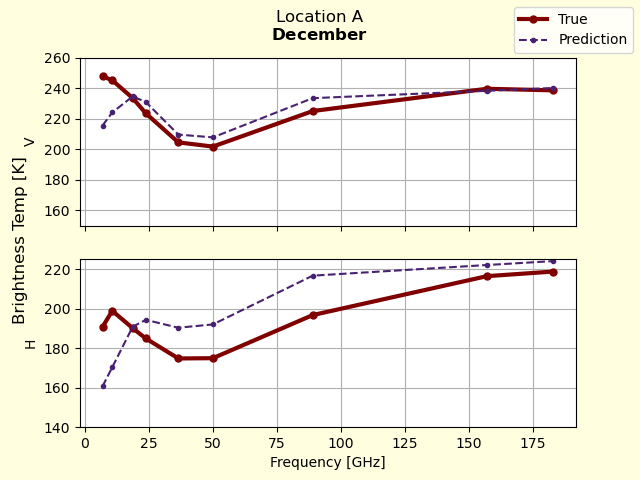 Location A
December
True
Prediction
260
240
220
200
180
160
V
Brightness Temp [K]
220
200
180
160
140
H
0 25 50 75 100 125 150 175
Frequency [GHz]